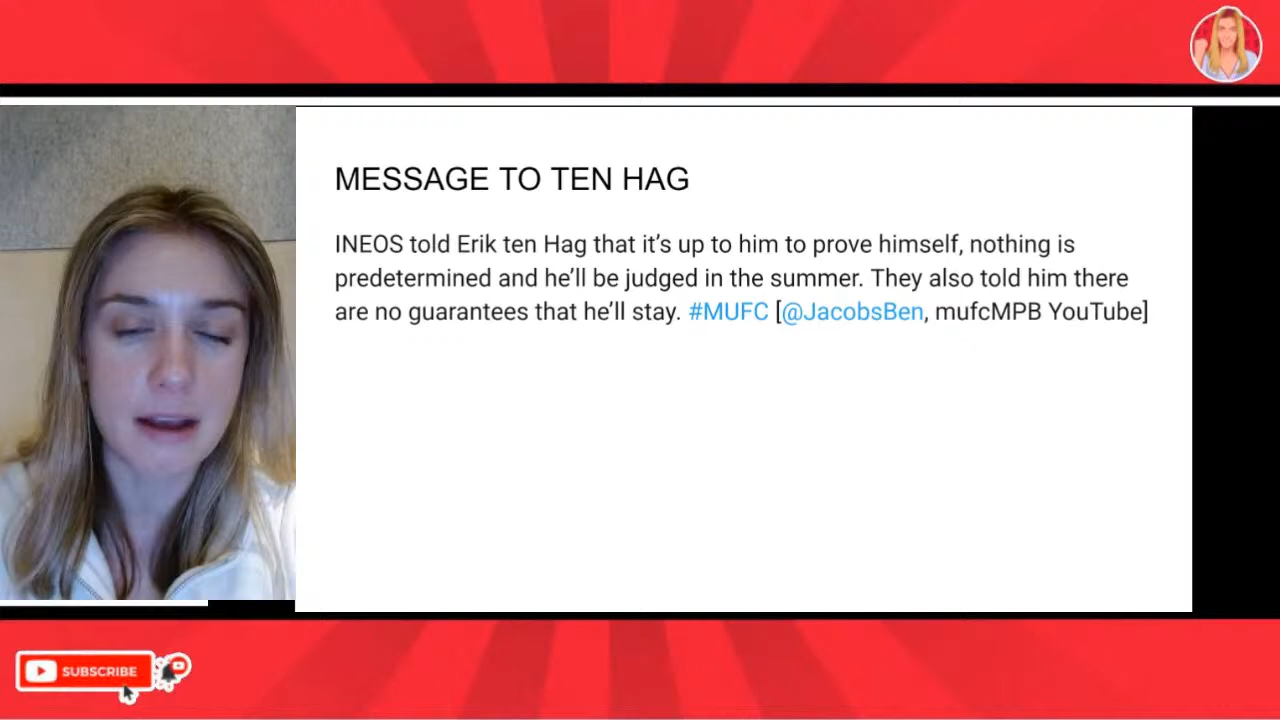 MESSAGE TO TEN HAG
INEOS told Erik ten Hag that it’s up to him to prove himself, nothing is
predetermined and he’ll be judged in the summer. They also told him there
are no guarantees that he’ll stay. #MUFC [@JacobsBen, mufcMPB YouTube]
SUBSCRIBE